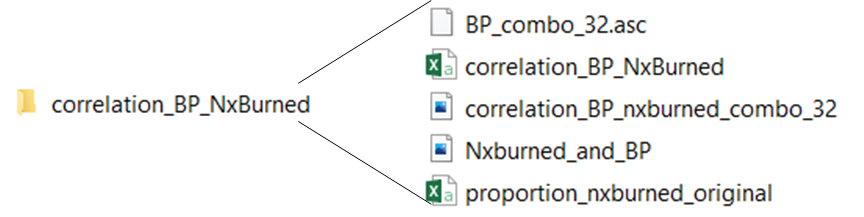 correlation_BP_NxBurned
BP_combo_32.asc
correlation_BP_NxBurned
correlation_BP_nxburned_combo_32
Nxburned_and_BP
proportion_nxburned_original